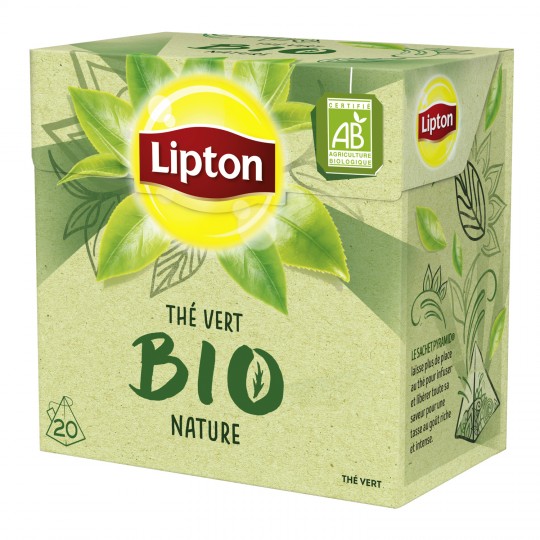 Lipton
CERTIFIÉ
AB
AGRICULTURE
BIOLOGIQUE
Lipton
THÉ VERT
BIO
NATURE
20
LE SACHET PYRAMID®
laisse plus de place
au thé pour infuser
et libérer toute sa
saveur pour une
tasse au goût riche
et intense.
THÉ VERT